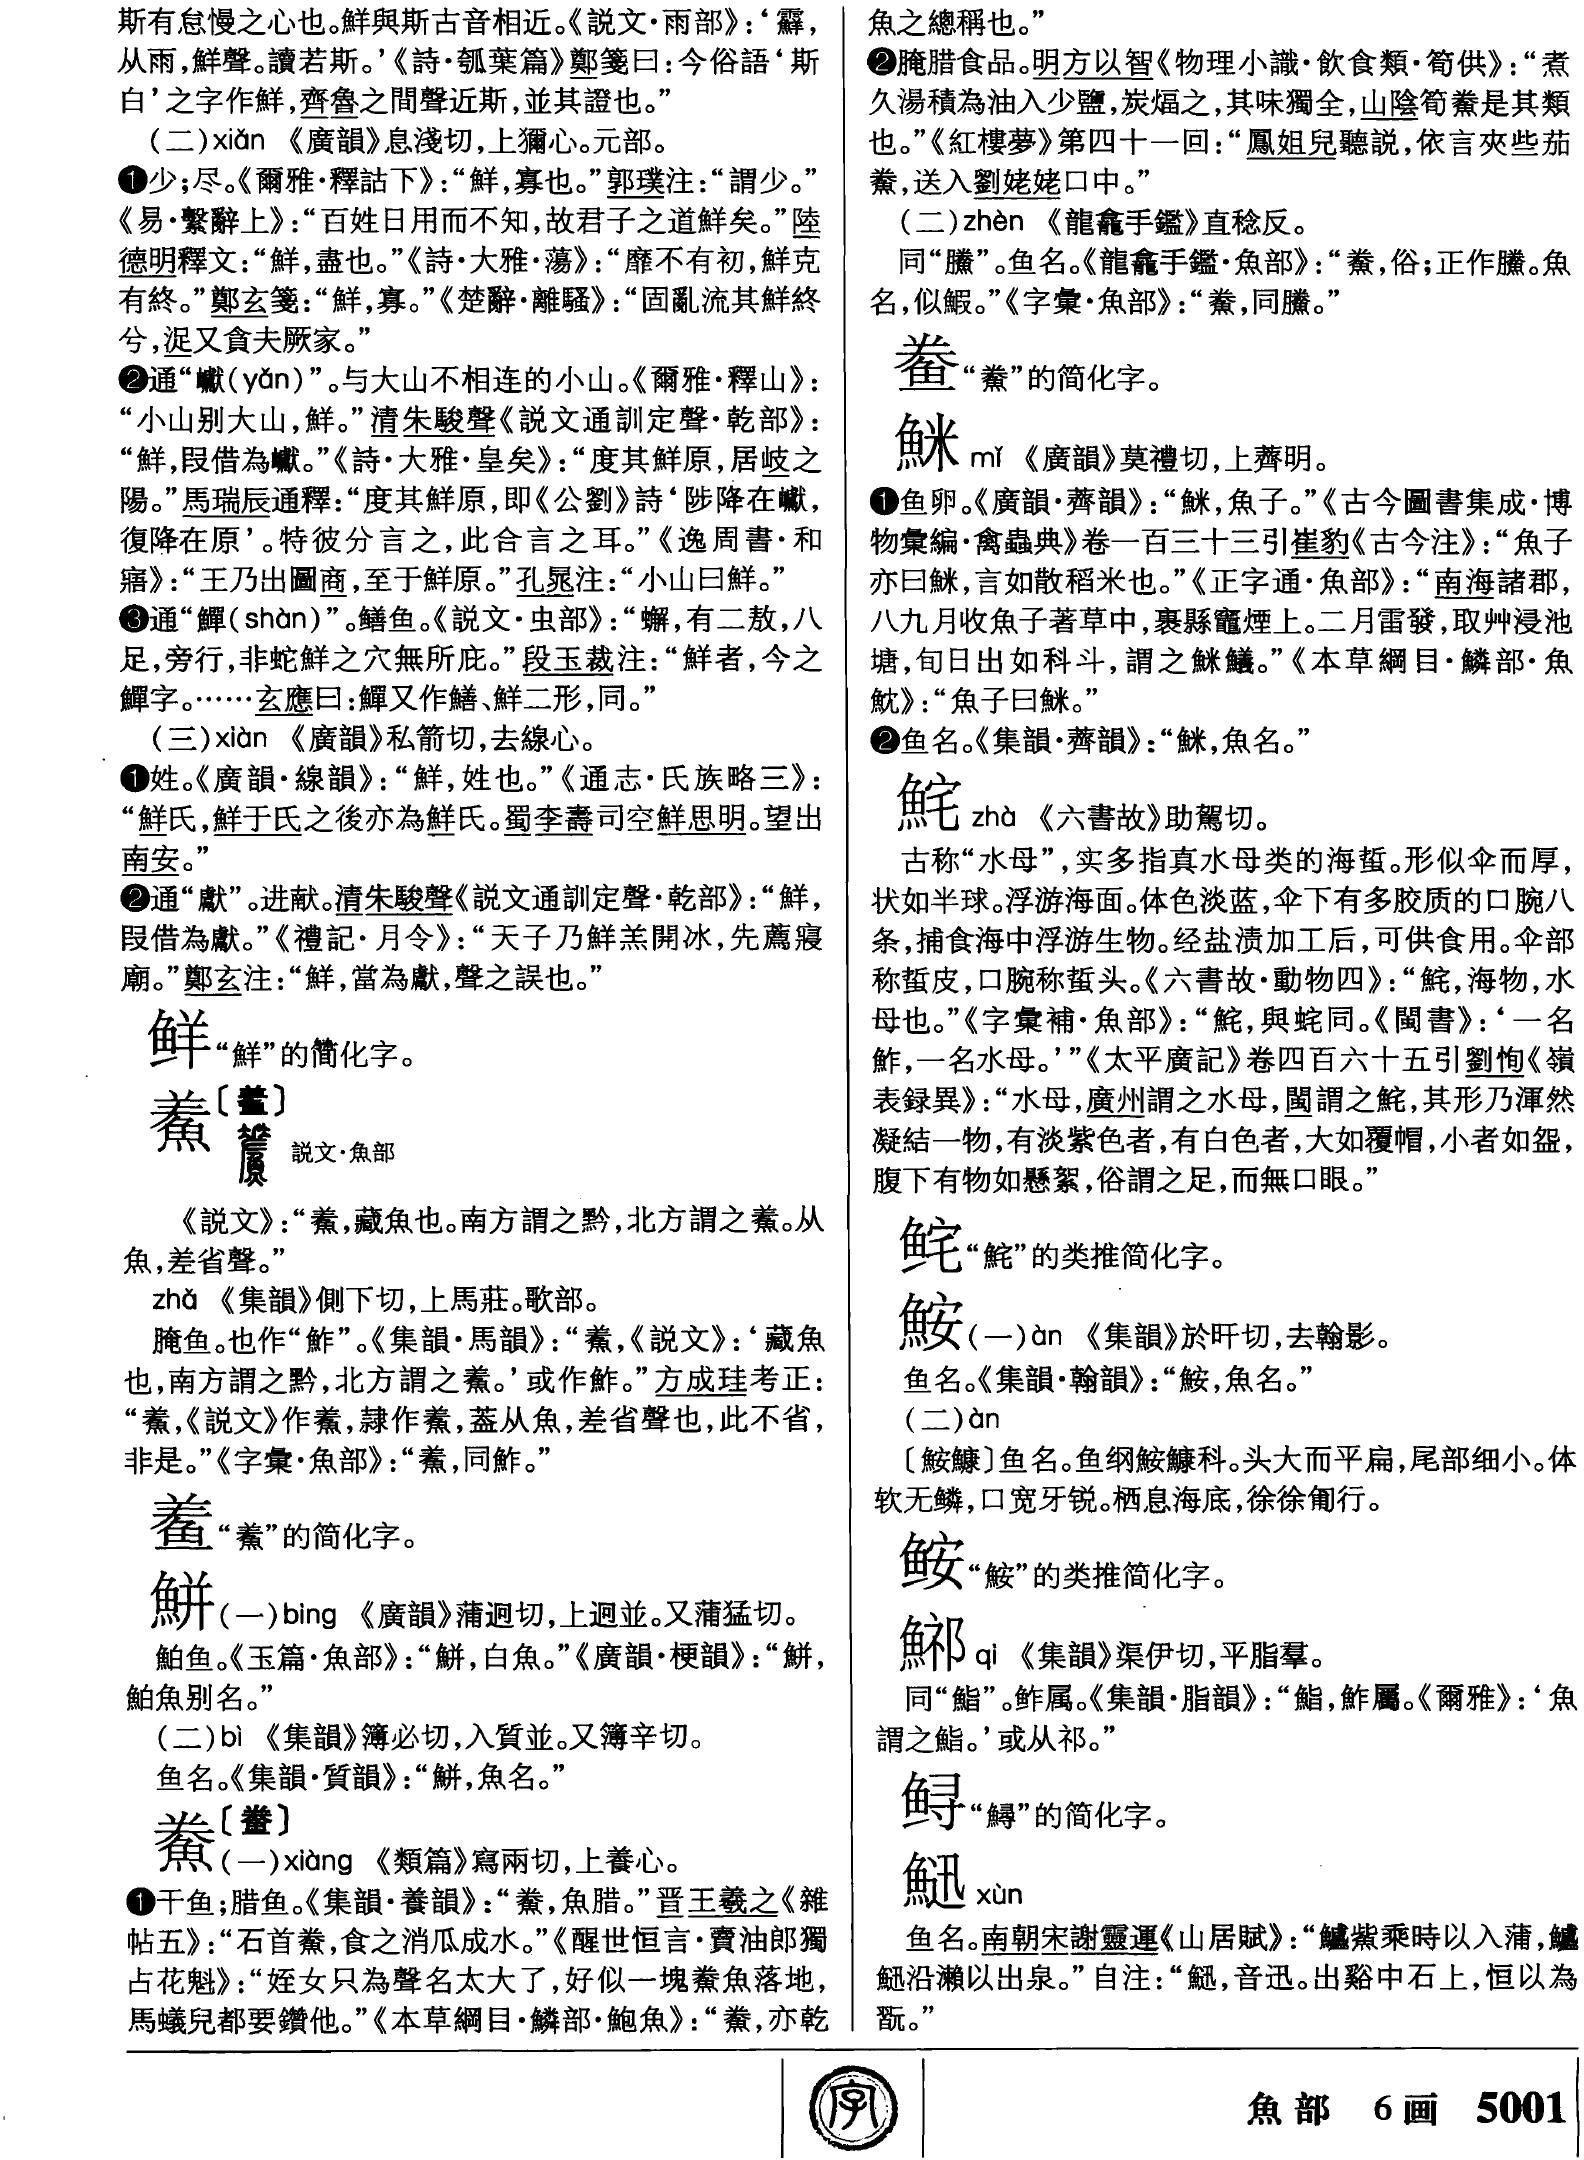 斯有怠慢之心也。鮮與斯古音相近。《説文·雨部》：‘霹，
从雨，鮮聲。讀若斯。’《詩·瓠葉篇》鄭箋曰：今俗語‘斯
白’之字作鮮，齊魯之間聲近斯，並其證也。”
（二）xiǎn 《廣韻》息淺切，上獮心。元部。
❶少；尽。《爾雅·釋詁下》：“鮮，寡也。”郭璞注：“謂少。”
《易·繫辭上》：“百姓日用而不知，故君子之道鮮矣。”陸
德明釋文：“鮮，盡也。”《詩·大雅·蕩》：“靡不有初，鮮克
有終。”鄭玄箋：“鮮，寡。”《楚辭·離騷》：“固亂流其鮮終
兮，浞又貪夫厥家。”
❷通“巘（yǎn）”。与大山不相连的小山。《爾雅·釋山》：
“小山别大山，鮮。”清朱駿聲《説文通訓定聲·乾部》：
“鮮，叚借為巘。”《詩·大雅·皇矣》：“度其鮮原，居岐之
陽。”馬瑞辰通釋：“度其鮮原，即《公劉》詩‘陟降在巘，
復降在原’。特彼分言之，此合言之耳。”《逸周書·和
寤》：“王乃出圖商，至于鮮原。”孔晁注：“小山曰鮮。”
❸通“鱓（shàn）”。鳝鱼。《説文·虫部》：“蠏，有二敖，八
足，旁行，非蛇鮮之穴無所庇。”段玉裁注：“鮮者，今之
鱓字。……玄應曰：鱓又作鱔、鮮二形，同。”
（三）xiàn 《廣韻》私箭切，去線心。
❶姓。《廣韻·線韻》：“鮮，姓也。”《通志·氏族略三》：
“鮮氏，鮮于氏之後亦為鮮氏。蜀李壽司空鮮思明。望出
南安。”
❷通“獻”。进献。清朱駿聲《説文通訓定聲·乾部》：“鮮，
叚借為獻。”《禮記·月令》：“天子乃鮮羔開冰，先薦寢
廟。”鄭玄注：“鮮，當為獻，聲之誤也。”
鲜“鮮”的简化字。
鮺〔鲝〕
説文·魚部
《説文》：“鮺，藏魚也。南方謂之䰼，北方謂之鮺。从
魚，差省聲。”
zhǎ 《集韻》側下切，上馬莊。歌部。
腌鱼。也作“鮓”。《集韻·馬韻》：“鮺，《説文》：‘藏魚
也，南方謂之䰼，北方謂之鮺。’或作鮓。”方成珪考正：
“鮺，《説文》作鮺，隷作鮺，蓋从魚，差省聲也，此不省，
非是。”《字彙·魚部》：“鮺，同鮓。”
鲝“鮺”的简化字。
鮩（一）bìng 《廣韻》蒲迥切，上迥並。又蒲猛切。
鲌鱼。《玉篇·魚部》：“鮩，白魚。”《廣韻·梗韻》：“鮩，
鮊魚别名。”
（二）bì 《集韻》簿必切，入質並。又簿辛切。
鱼名。《集韻·質韻》：“鮩，魚名。”
鯗〔鲞〕
（一）xiǎng 《類篇》寫兩切，上養心。
❶干鱼；腊鱼。《集韻·養韻》：“鯗，魚腊。”晋王羲之《雜
帖五》：“石首鯗，食之消瓜成水。”《醒世恒言·賣油郎獨
占花魁》：“姪女只為聲名太大了，好似一塊鯗魚落地，
馬蟻兒都要鑽他。”《本草綱目·鱗部·鮑魚》：“鯗，亦乾
魚之總稱也。”
❷腌腊食品。明方以智《物理小識·飲食類·筍供》：“煮
久湯積為油入少鹽，炭煏之，其味獨全，山陰筍鯗是其類
也。”《紅樓夢》第四十一回：“鳳姐兒聽説，依言夾些茄
鯗，送入劉姥姥口中。”
（二）zhèn 《龍龕手鑑》直稔反。
同“䲴”。鱼名。《龍龕手鑑·魚部》：“鯗，俗；正作䲴。魚
名，似鰕。”《字彙·魚部》：“鯗，同䲴。”
鲞“鯗”的简化字。
䱊 mǐ 《廣韻》莫禮切，上薺明。
❶鱼卵。《廣韻·薺韻》：“䱊，魚子。”《古今圖書集成·博
物彙編·禽蟲典》卷一百三十三引崔豹《古今注》：“魚子
亦曰䱊，言如散稻米也。”《正字通·魚部》：“南海諸郡，
八九月收魚子著草中，裹縣竈煙上。二月雷發，取艸浸池
塘，旬日出如科斗，謂之䱊鱶。”《本草綱目·鱗部·魚
鱿》：“魚子曰䱊。”
❷鱼名。《集韻·薺韻》：“䱊，魚名。”
䱹 zhà 《六書故》助駕切。
古称“水母”，实多指真水母类的海蜇。形似伞而厚，
状如半球。浮游海面。体色淡蓝，伞下有多胶质的口腕八
条，捕食海中浮游生物。经盐渍加工后，可供食用。伞部
称蜇皮，口腕称蜇头。《六書故·動物四》：“䱹，海物，水
母也。”《字彙補·魚部》：“䱹，與蛇同。《閩書》：‘一名
鮓，一名水母。’”《太平廣記》卷四百六十五引劉恂《嶺
表録異》：“水母，廣州謂之水母，閩謂之䱹，其形乃渾然
凝結一物，有淡紫色者，有白色者，大如覆帽，小者如盌，
腹下有物如懸絮，俗謂之足，而無口眼。”
“䱹”的类推简化字。
鮟（一）àn 《集韻》於旰切，去翰影。
鱼名。《集韻·翰韻》：“鮟，魚名。”
（二）ān
〔鮟鱇〕鱼名。鱼纲鮟鱇科。头大而平扁，尾部细小。体
软无鳞，口宽牙锐。栖息海底，徐徐匍行。
“鮟”的类推简化字。
qí 《集韻》渠伊切，平脂羣。
同“鮨”。鲊属。《集韻·脂韻》：“鮨，鮓屬。《爾雅》：‘魚
謂之鮨。’或从祁。”
鲟“鱘”的简化字。
xùn
鱼名。南朝宋謝靈運《山居賦》：“鱸鮆乘時以入蒲，鱤
沿瀨以出泉。”自注：“音迅。出谿中石上，恒以為
翫。”
字
魚部 6画 5001